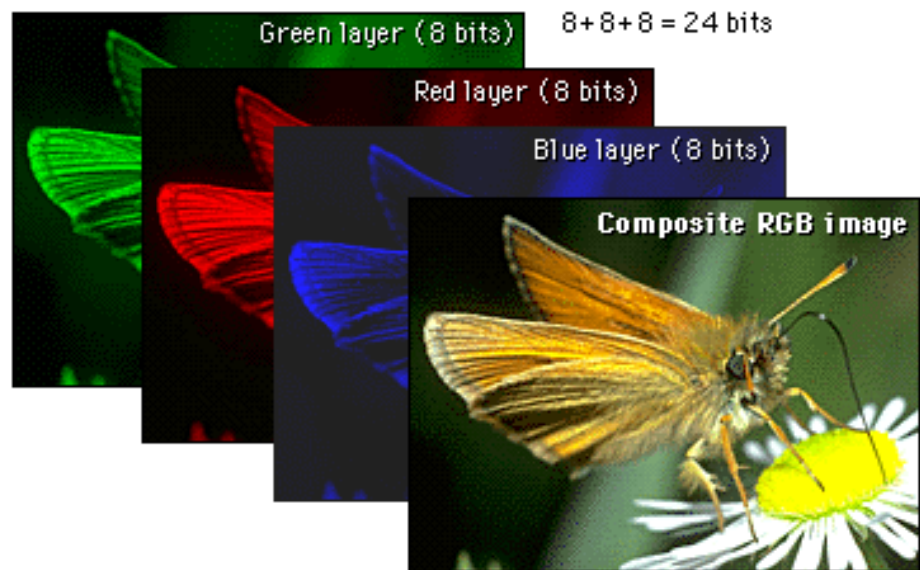 Green layer (8 bits)
8+8+8 = 24 bits
Red layer (8 bits)
Blue layer (8 bits)
Composite RGB image